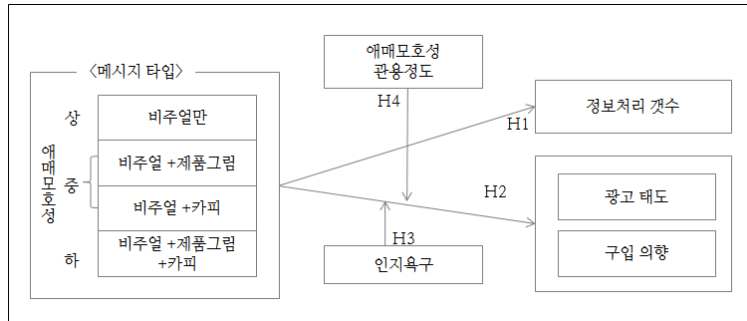 〈메시지 타입〉
애매모호성
상
비주얼만
중
비주얼 +제품그림
비주얼 +카피
하
비주얼 +제품그림
+카피
애매모호성
관용정도
H4
H1
정보처리 갯수
H2
광고 태도
구입 의향
H3
인지욕구